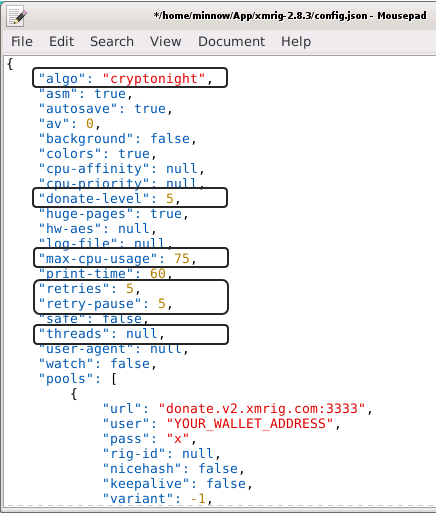 */home/minnow/App/xmrig-2.8.3/config.json - Mousepad
File Edit Search View Document Help
{
"algo": "cryptonight",
"asm": true,
"autosave": true,
"av": 0,
"background": false,
"colors": true,
"cpu-affinity": null,
"cpu-priority": null,
"donate-level": 5,
"huge-pages": true,
"hw-aes": null,
"log-file": null,
"max-cpu-usage": 75,
"print-time": 60,
"retries": 5,
"retry-pause": 5,
"safe": false,
"threads": null,
"user-agent": null,
"watch": false,
"pools": [
{
"url": "donate.v2.xmrig.com:3333",
"user": "YOUR_WALLET_ADDRESS",
"pass": "x",
"rig-id": null,
"nicehash": false,
"keepalive": false,
"variant": -1,